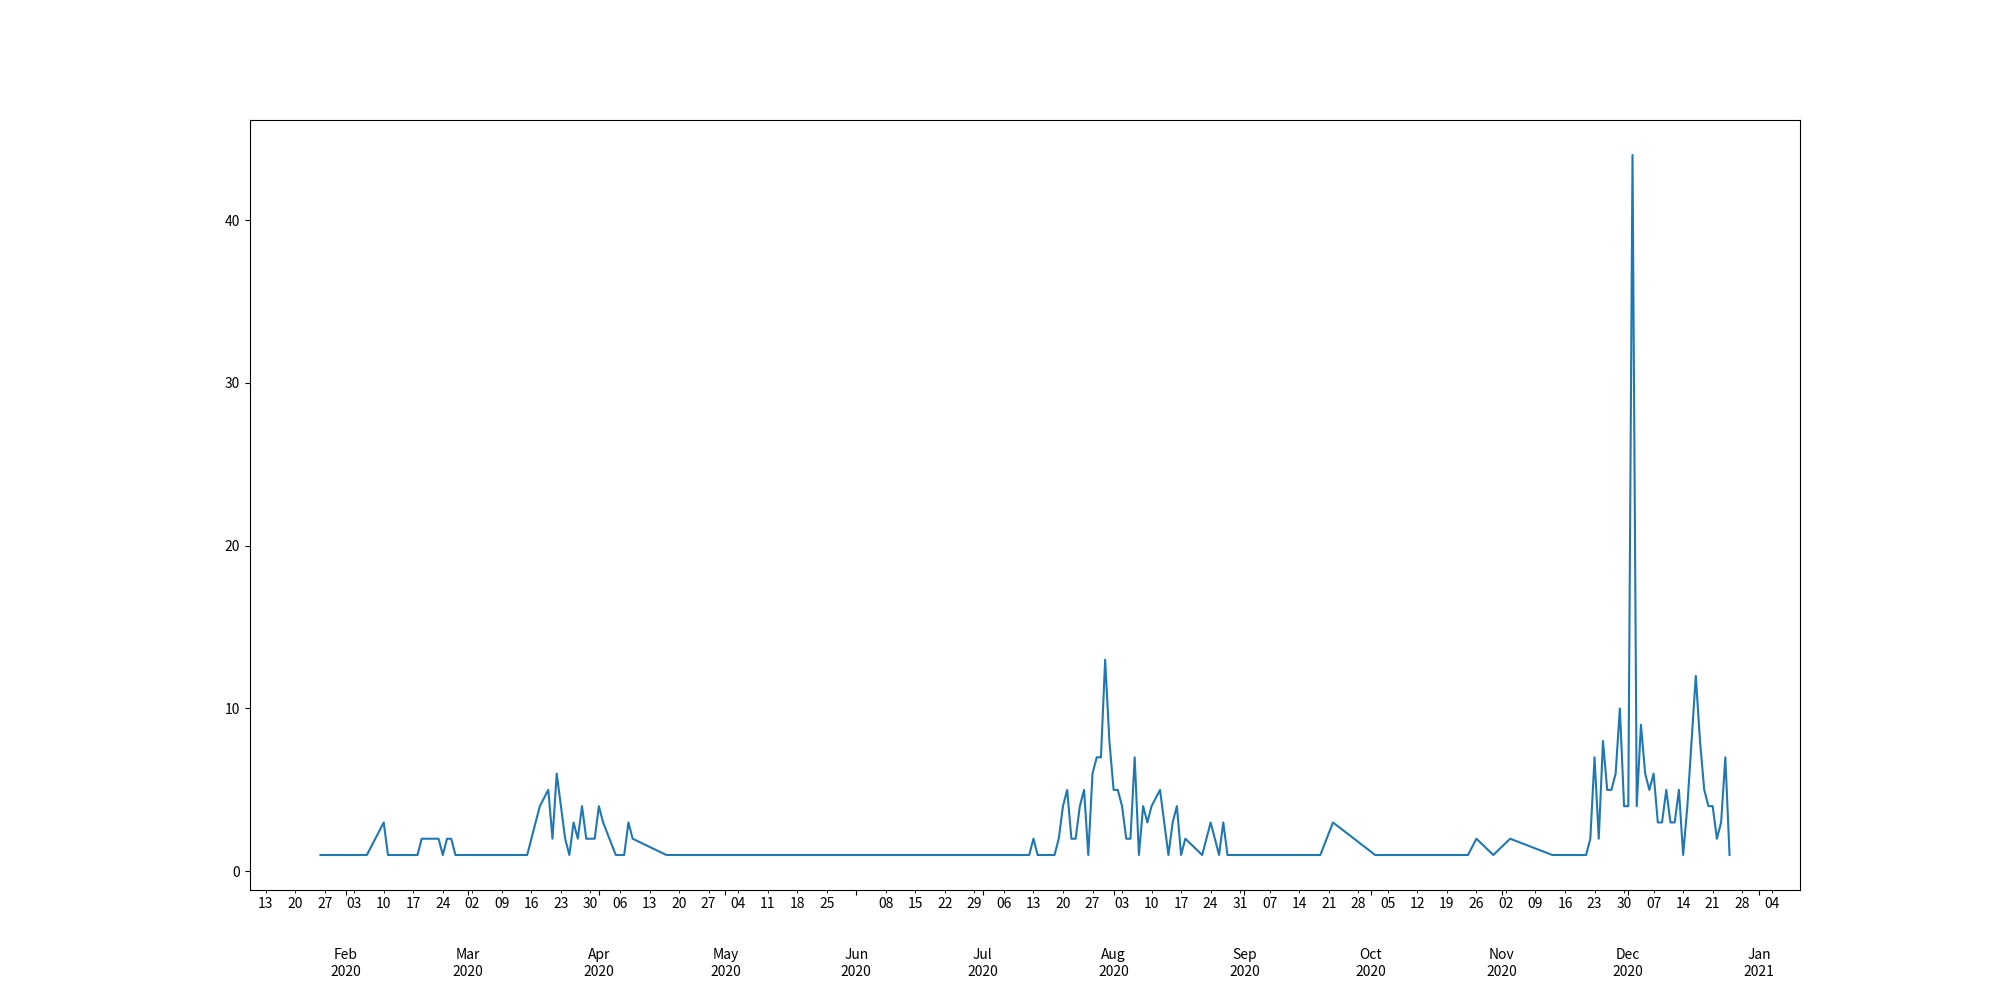 40
30
20
10
0
13 20 27 03 10 17 24 02 09 16 23 30 06 13 20 27 04 11 18 25 08 15 22 29 06 13 20 27 03 10 17 24 31 07 14 21 28 05 12 19 26 02 09 16 23 30 07 14 21 28 04
Feb Mar Apr May Jun Jul Aug Sep Oct Nov Dec Jan
2020 2020 2020 2020 2020 2020 2020 2020 2020 2020 2020 2021